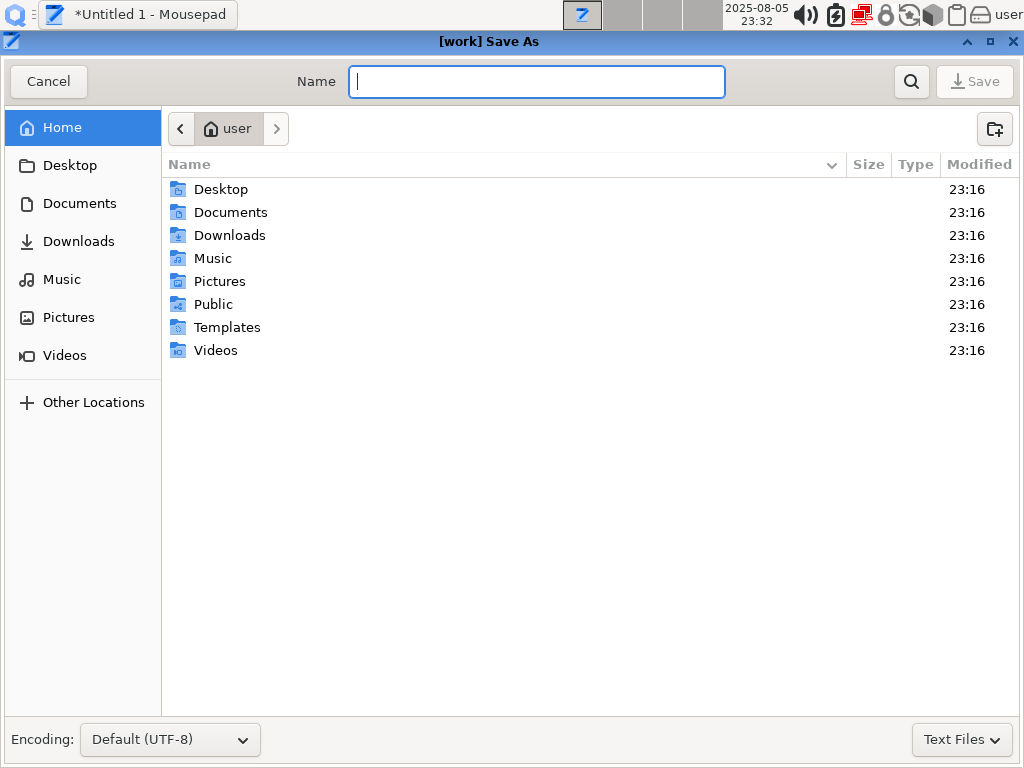 *Untitled 1 - Mousepad
2025-08-05
23:32
user
[work] Save As
Cancel
Name
Save
Home
Desktop
Documents
Downloads
Music
Pictures
Videos
Other Locations
user
Name Size Type Modified
Desktop 23:16
Documents 23:16
Downloads 23:16
Music 23:16
Pictures 23:16
Public 23:16
Templates 23:16
Videos 23:16
Encoding: Default (UTF-8)
Text Files